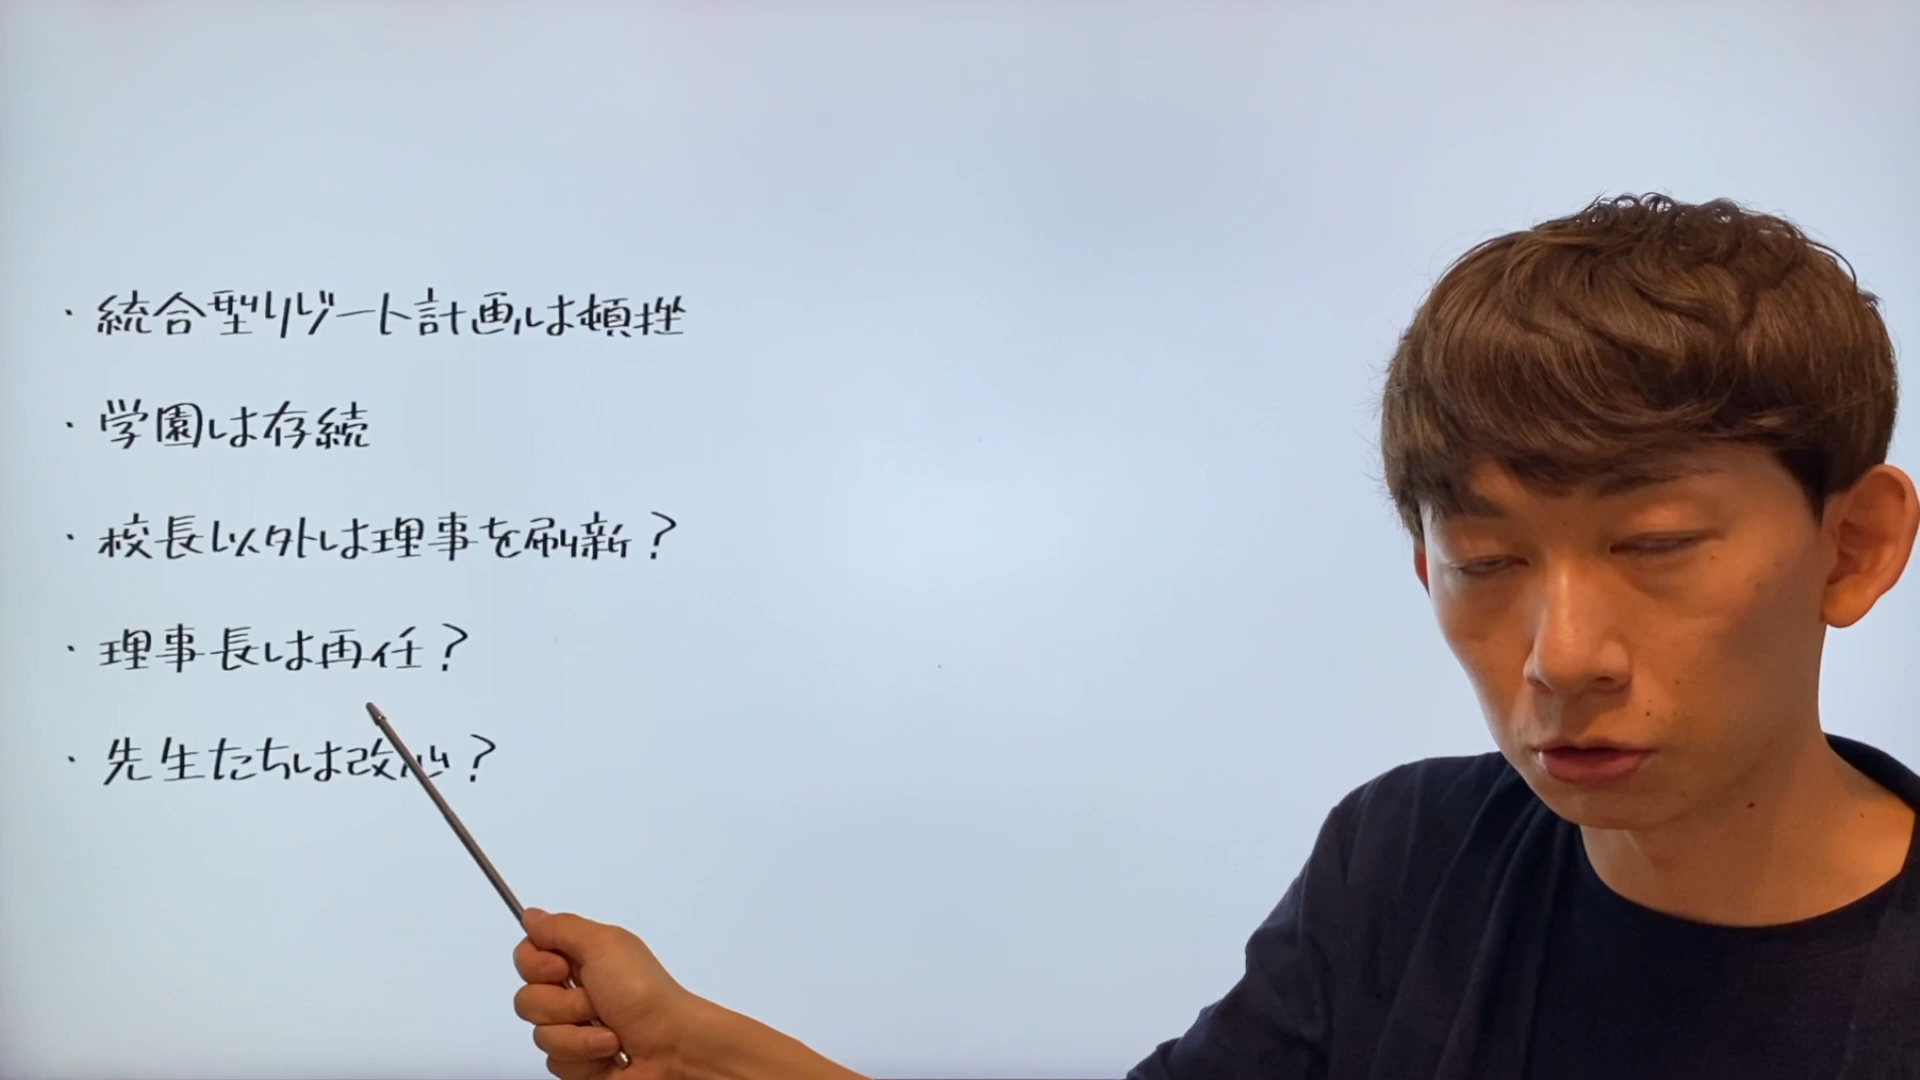 ・統合型リゾート計画は頓挫
・学園は存続
・校長以外は理事を刷新？
・理事長は再任？
・先生たちは改心？